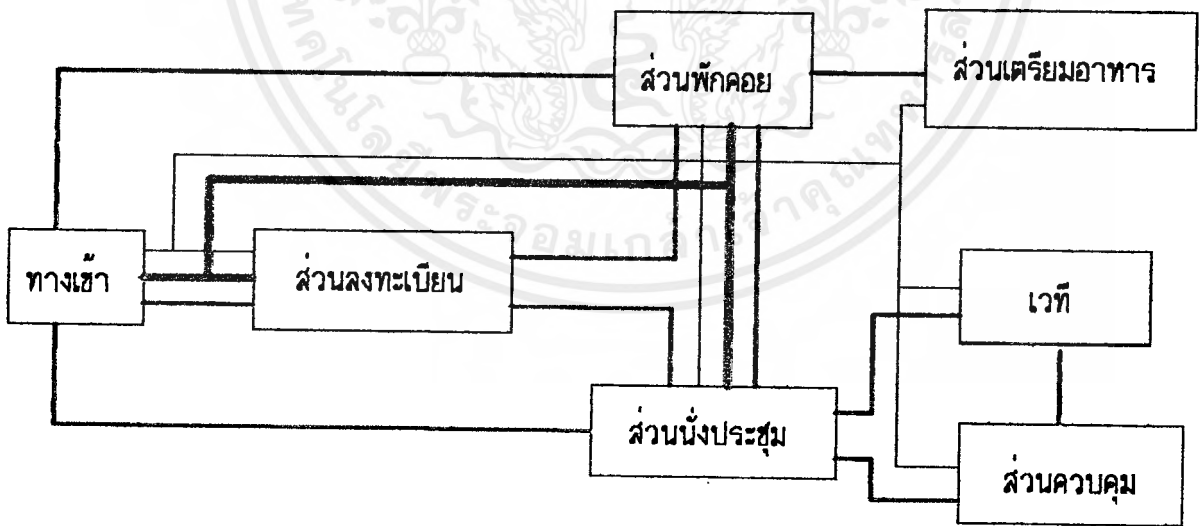 ส่วนพักคอย
ส่วนเตรียมอาหาร
ทางเข้า
ส่วนลงทะเบียน
เวที
ส่วนนั่งประชุม
ส่วนควบคุม